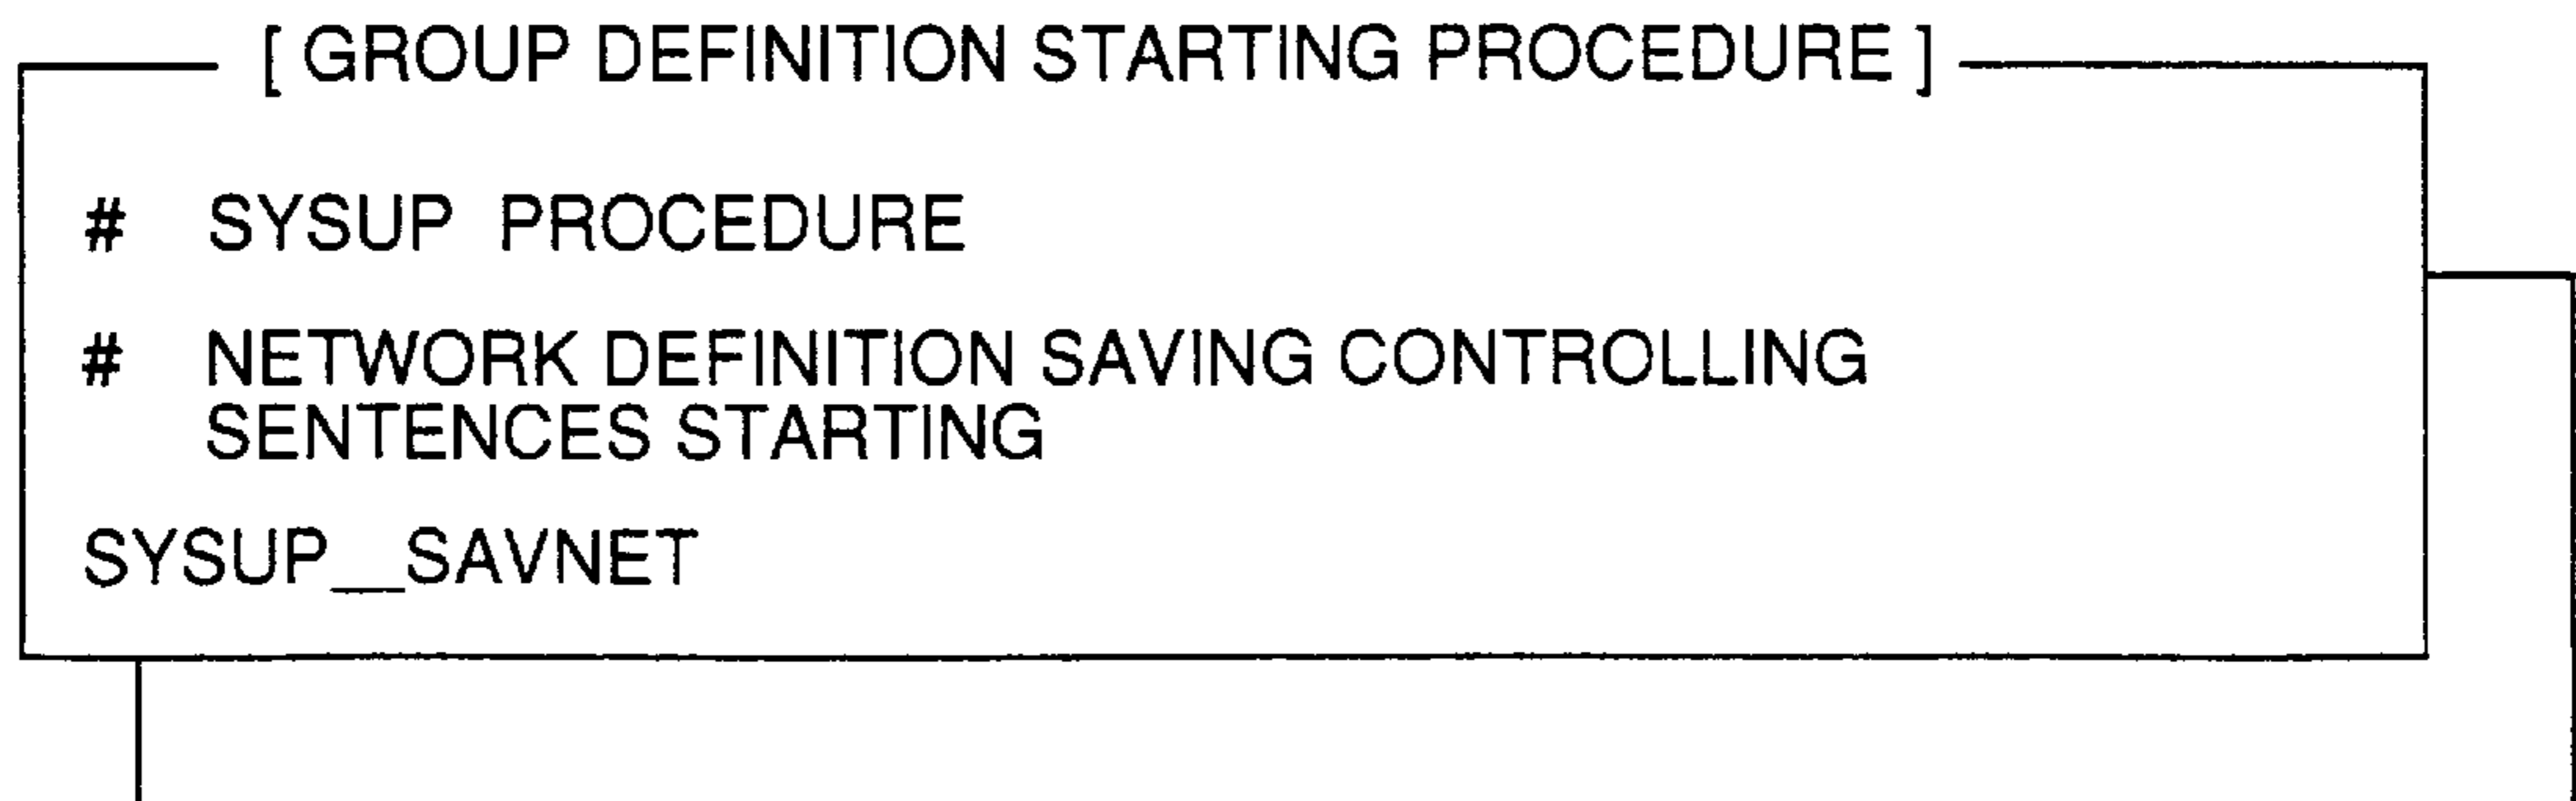 [ GROUP DEFINITION STARTING PROCEDURE ]
# SYSUP PROCEDURE
# NETWORK DEFINITION SAVING CONTROLLING
SENTENCES STARTING
SYSUP__SAVNET